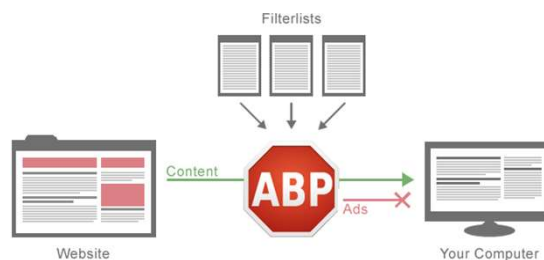 Filterlists
Content
ABP
Ads
Website
Your Computer